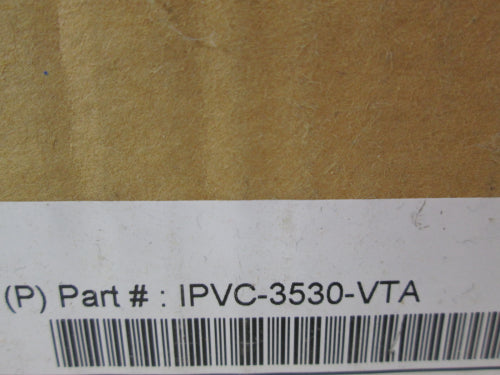 (P) Part # : IPVC-3530-VTA